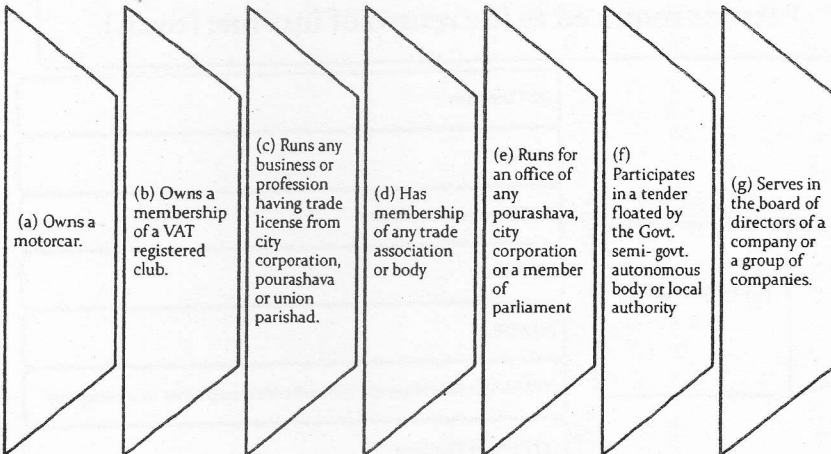 (a) Owns a
motorcar.
(b) Owns a
membership
of a VAT
registered
club.
(c) Runs any
business or
profession
having trade
license from
city
corporation,
pourashava
or union
parishad.
(d) Has
membership
of any trade
association
or body
(e) Runs for
an office of
any
pourashava,
city
corporation
or a member
of
parliament
(f)
Participates
in a tender
floated by
the Govt.
semi- govt.
autonomous
body or local
authority
(g) Serves in
the board of
directors of a
company or
a group of
companies.